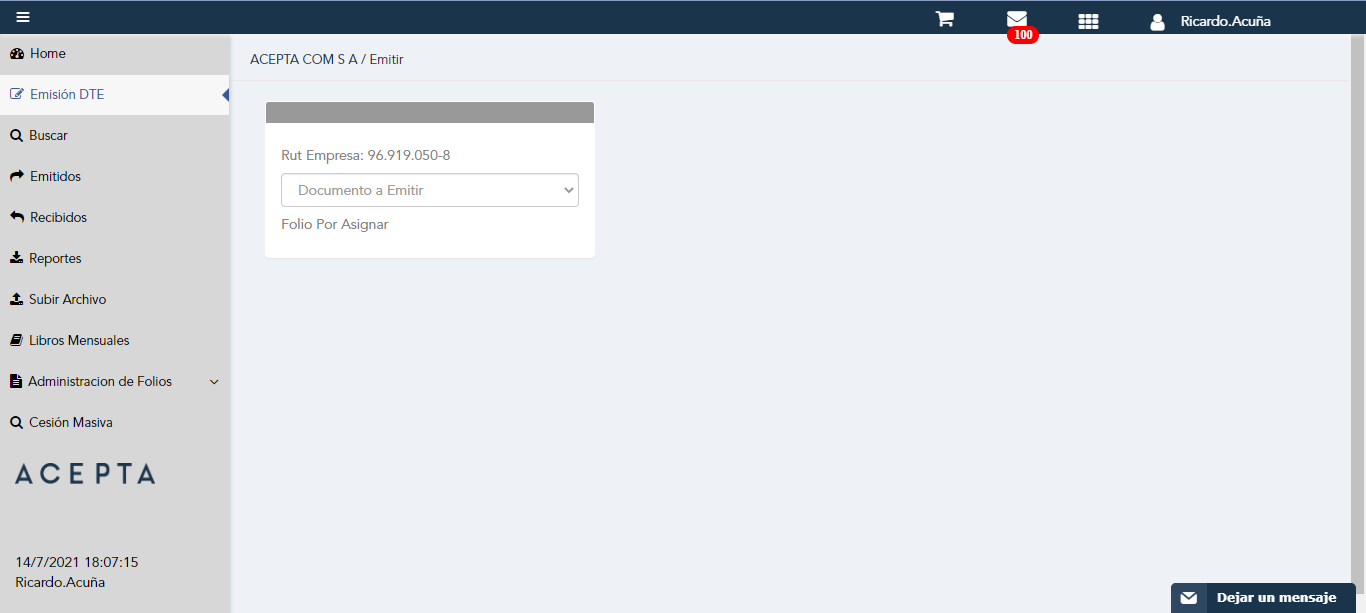 100
Ricardo.Acuña
Home
ACEPTA COM S A / Emitir
Emisión DTE
Buscar
Emitidos
Recibidos
Reportes
Subir Archivo
Libros Mensuales
Administracion de Folios
Cesión Masiva
ACEPTA
14/7/2021 18:07:15
Ricardo.Acuña
Rut Empresa: 96.919.050-8
Documento a Emitir
Folio Por Asignar
Dejar un mensaje